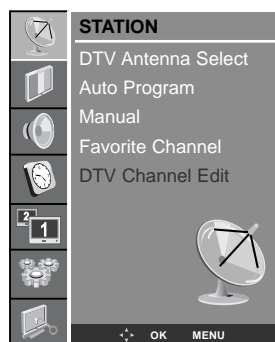 STATION
DTV Antenna Select
Auto Program
Manual
Favorite Channel
DTV Channel Edit
2
1
OK MENU